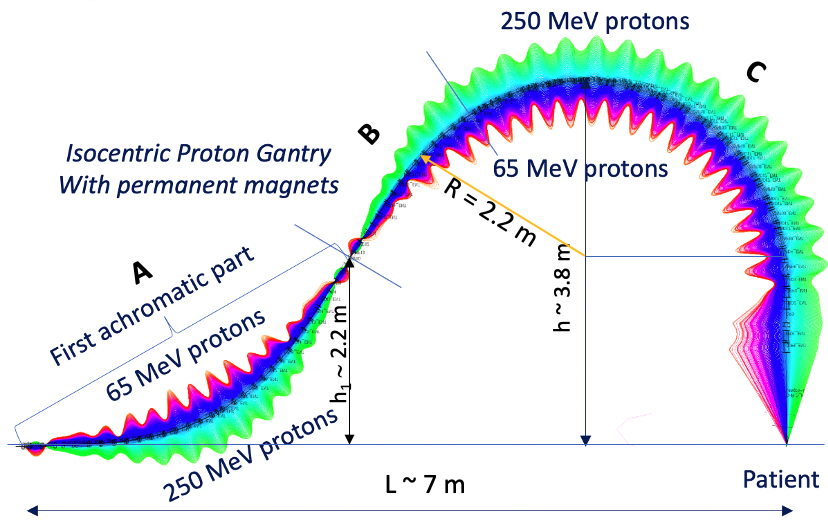 250 MeV protons
C
B
Isocentric Proton Gantry
With permanent magnets
65 MeV protons
R = 2.2 m
A
First achromatic part
65 MeV protons
h₁~ 2.2 m
h ~ 3.8 m
250 MeV protons
Patient
L ~ 7 m